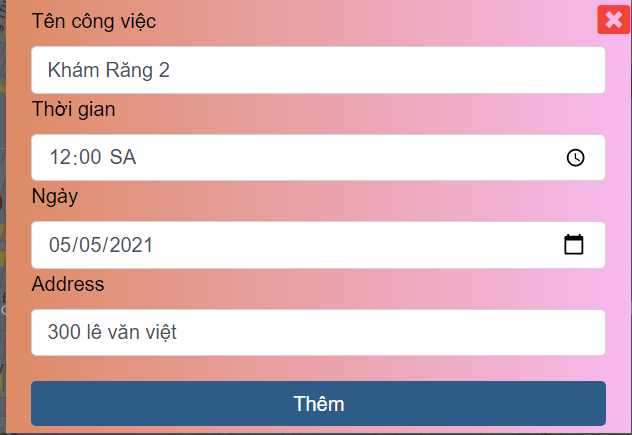 Tên công việc
Khám Răng 2
Thời gian
12:00 SA
Ngày
05/05/2021
Address
300 lê văn việt
Thêm